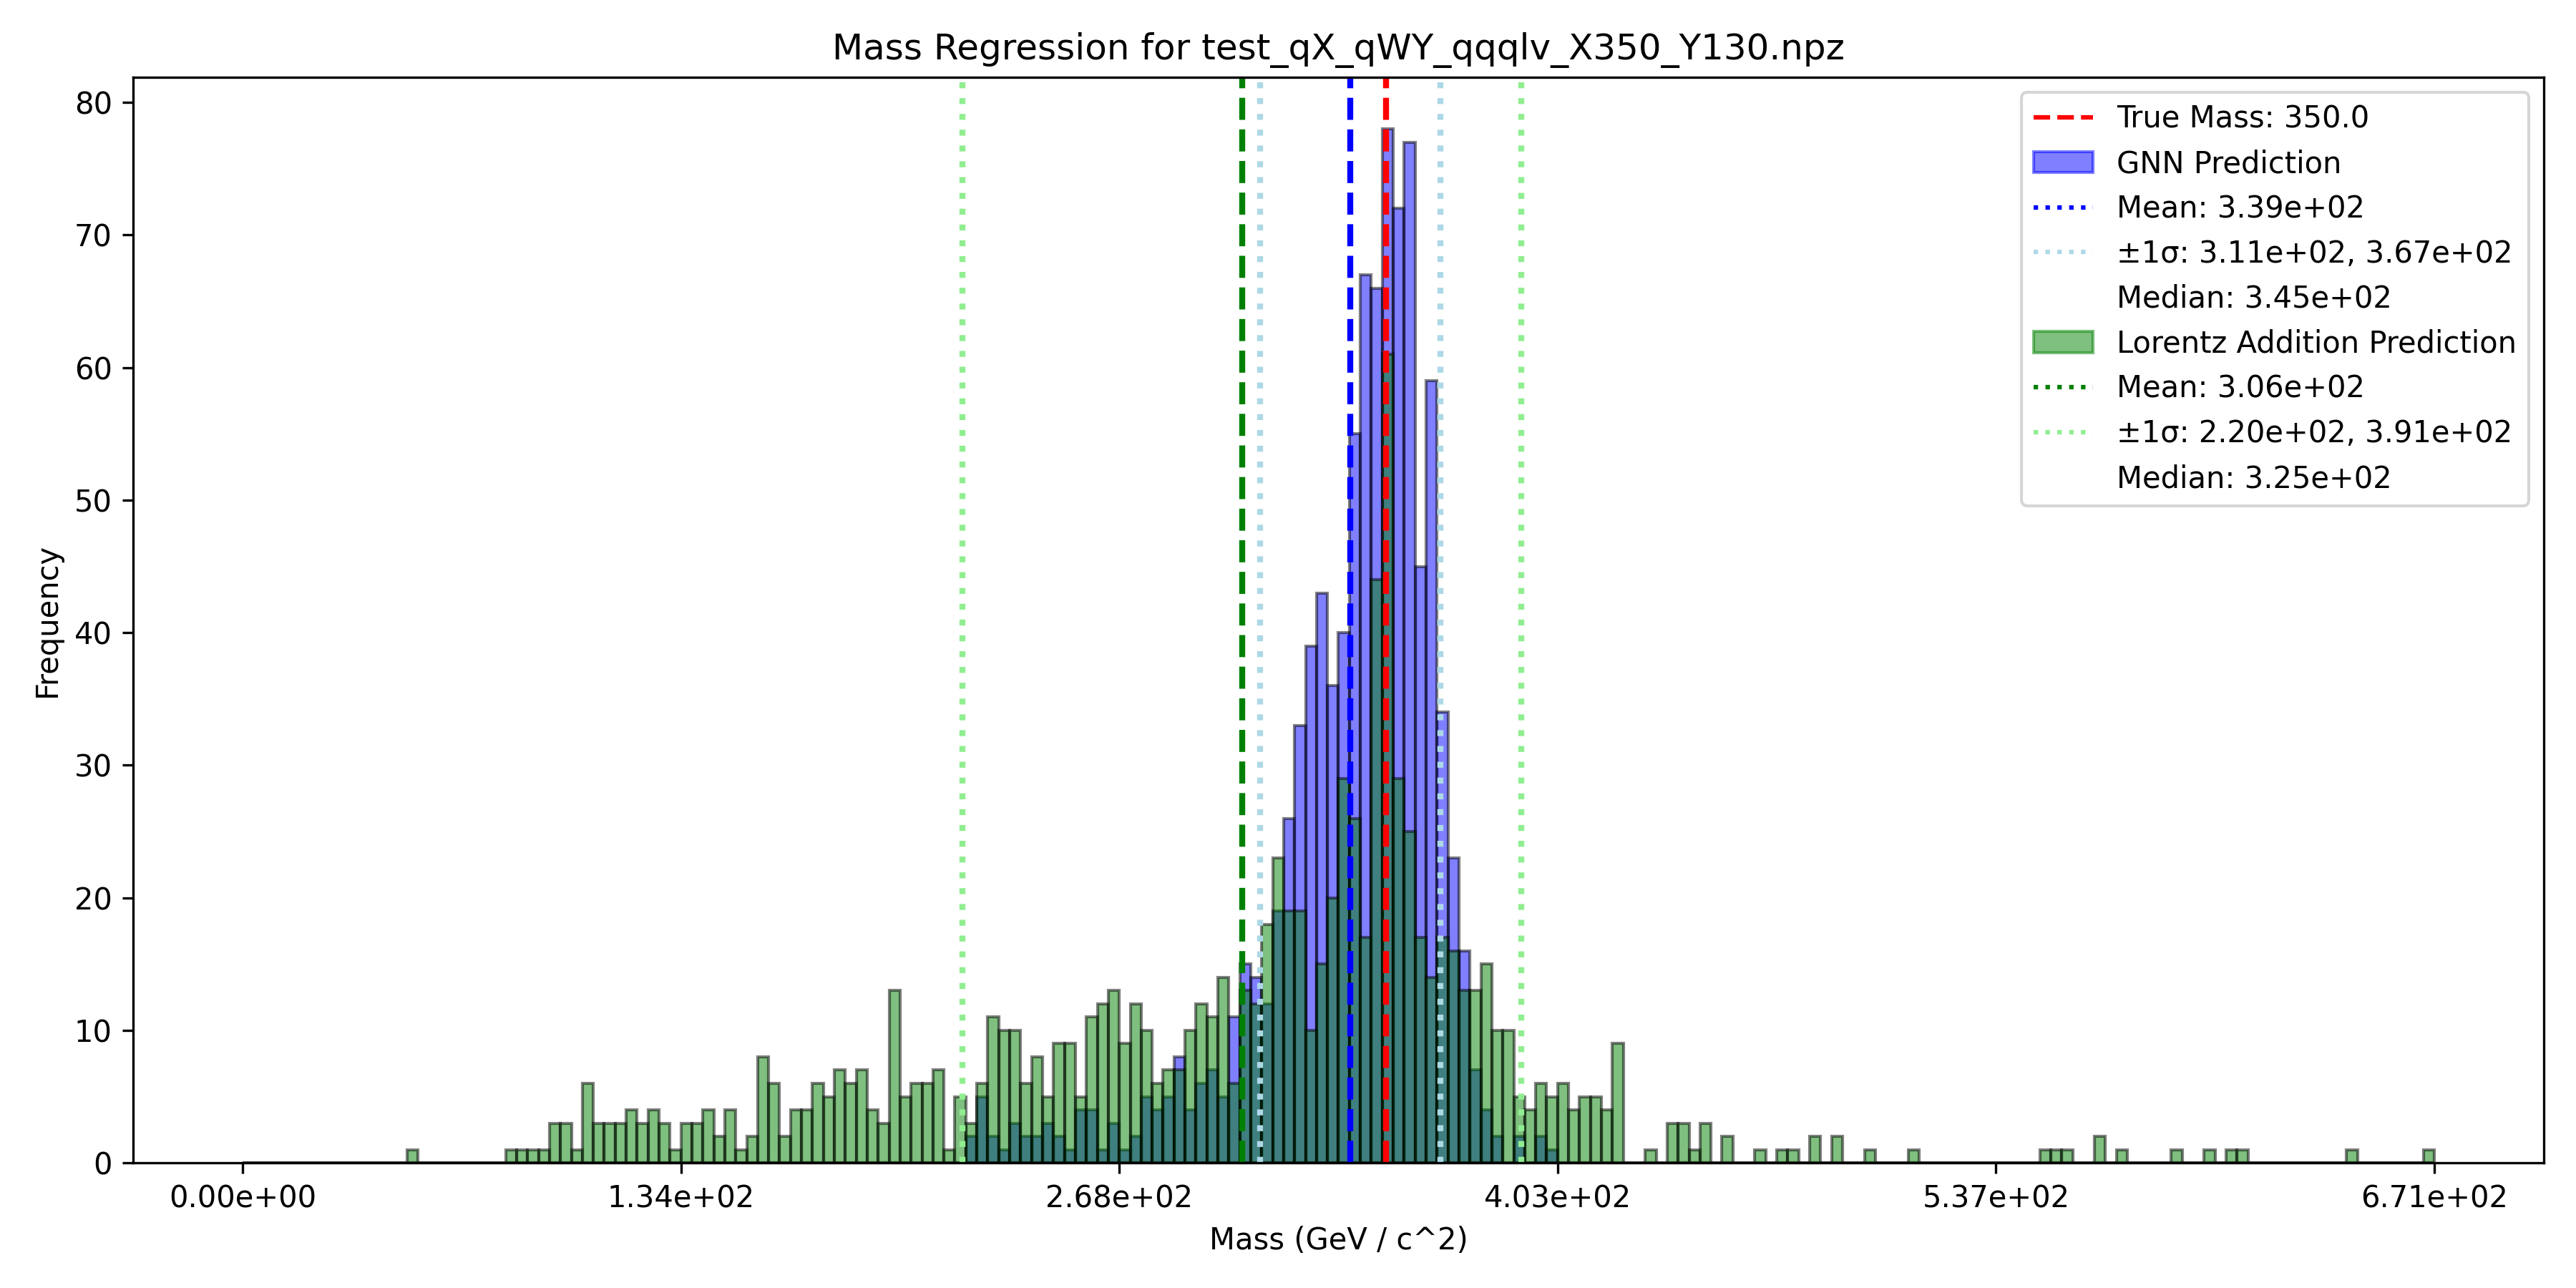 Mass Regression for test_qX_qWY_qqqlv_X350_Y130.npz
80
70
60
50
40
30
20
10
0
Frequency
0.00e+00
1.34e+02
2.68e+02
4.03e+02
5.37e+02
6.71e+02
Mass (GeV / c^2)
True Mass: 350.0
GNN Prediction
Mean: 3.39e+02
±1σ: 3.11e+02, 3.67e+02
Median: 3.45e+02
Lorentz Addition Prediction
Mean: 3.06e+02
±1σ: 2.20e+02, 3.91e+02
Median: 3.25e+02